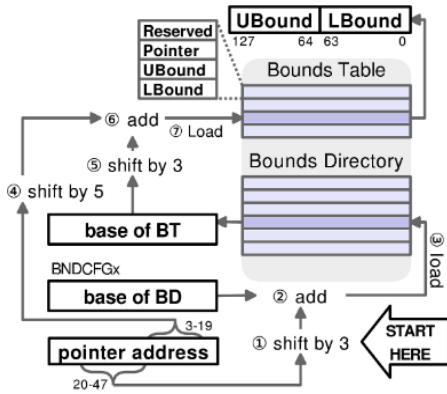 Reserved
Pointer
UBound
LBound
UBound LBound
127 64 63 0
Bounds Table
⑥ add
⑦ Load
⑤ shift by 3
④ shift by 5
Bounds Directory
base of BT
BNDCFGx
base of BD
② add
③ load
3-19
pointer address
20-47
① shift by 3
START
HERE